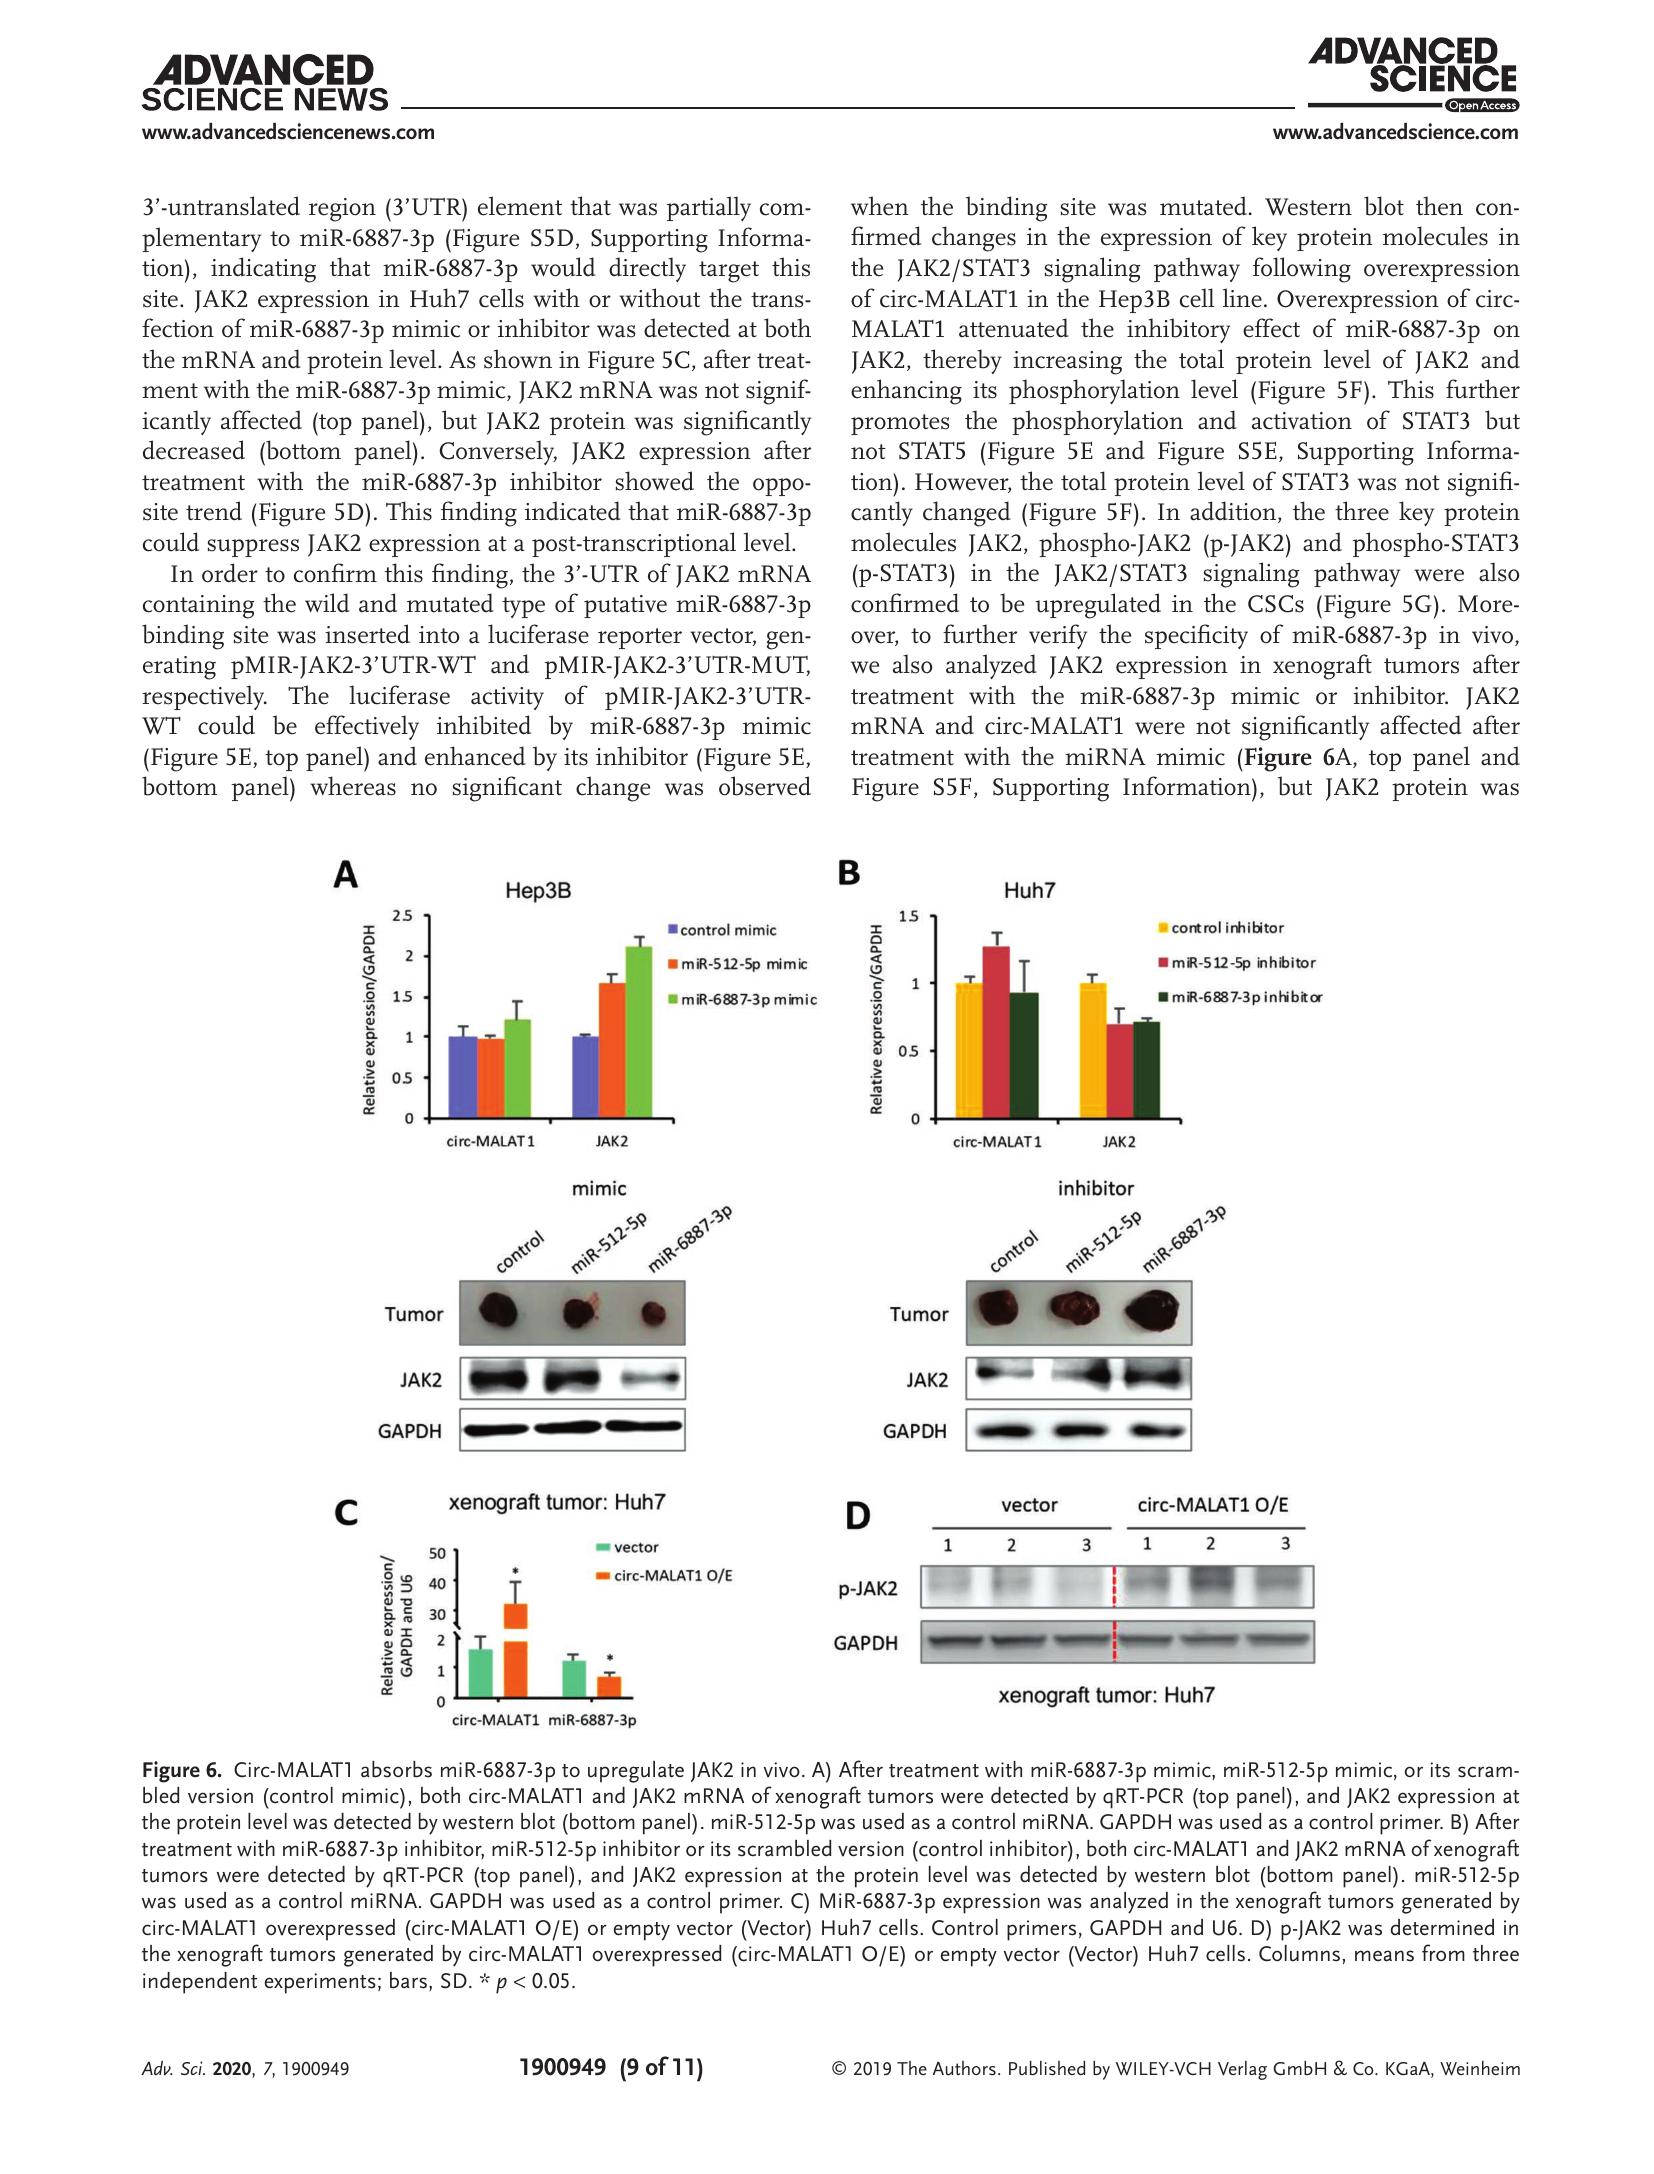 ADVANCED
SCIENCE NEWS
www.advancedsciencenews.com
ADVANCED
SCIENCE
Open Access
www.advancedscience.com
3’-untranslated region (3’UTR) element that was partially com-
plementary to miR-6887-3p (Figure S5D, Supporting Informa-
tion), indicating that miR-6887-3p would directly target this
site. JAK2 expression in Huh7 cells with or without the trans-
fection of miR-6887-3p mimic or inhibitor was detected at both
the mRNA and protein level. As shown in Figure 5C, after treat-
ment with the miR-6887-3p mimic, JAK2 mRNA was not signif-
icantly affected (top panel), but JAK2 protein was significantly
decreased (bottom panel). Conversely, JAK2 expression after
treatment with the miR-6887-3p inhibitor showed the oppo-
site trend (Figure 5D). This finding indicated that miR-6887-3p
could suppress JAK2 expression at a post-transcriptional level.
In order to confirm this finding, the 3’-UTR of JAK2 mRNA
containing the wild and mutated type of putative miR-6887-3p
binding site was inserted into a luciferase reporter vector, gen-
erating pMIR-JAK2-3’UTR-WT and pMIR-JAK2-3’UTR-MUT,
respectively. The luciferase activity of pMIR-JAK2-3’UTR-
WT could be effectively inhibited by miR-6887-3p mimic
(Figure 5E, top panel) and enhanced by its inhibitor (Figure 5E,
bottom panel) whereas no significant change was observed
when the binding site was mutated. Western blot then con-
firmed changes in the expression of key protein molecules in
the JAK2/STAT3 signaling pathway following overexpression
of circ-MALAT1 in the Hep3B cell line. Overexpression of circ-
MALAT1 attenuated the inhibitory effect of miR-6887-3p on
JAK2, thereby increasing the total protein level of JAK2 and
enhancing its phosphorylation level (Figure 5F). This further
promotes the phosphorylation and activation of STAT3 but
not STAT5 (Figure 5E and Figure S5E, Supporting Informa-
tion). However, the total protein level of STAT3 was not signifi-
cantly changed (Figure 5F). In addition, the three key protein
molecules JAK2, phospho-JAK2 (p-JAK2) and phospho-STAT3
(p-STAT3) in the JAK2/STAT3 signaling pathway were also
confirmed to be upregulated in the CSCs (Figure 5G). More-
over, to further verify the specificity of miR-6887-3p in vivo,
we also analyzed JAK2 expression in xenograft tumors after
treatment with the miR-6887-3p mimic or inhibitor. JAK2
mRNA and circ-MALAT1 were not significantly affected after
treatment with the miRNA mimic (Figure 6A, top panel and
Figure S5F, Supporting Information), but JAK2 protein was
A
Hep3B
Relative expression/GAPDH
2.5
2
1.5
1
0.5
0
circ-MALAT1 JAK2
control mimic
miR-512-5p mimic
miR-6887-3p mimic
mimic
control miR-512-5p miR-6887-3p
Tumor
JAK2
GAPDH
B
Huh7
Relative expression/GAPDH
1.5
1
0.5
0
circ-MALAT1 JAK2
control inhibitor
miR-512-5p inhibitor
miR-6887-3p inhibitor
inhibitor
control miR-512-5p miR-6887-3p
Tumor
JAK2
GAPDH
C
xenograft tumor: Huh7
Relative expression/
GAPDH and U6
50
40
30
2
1
0
*
*
vector
circ-MALAT1 O/E
circ-MALAT1 miR-6887-3p
D
vector circ-MALAT1 O/E
1 2 3 1 2 3
p-JAK2
GAPDH
xenograft tumor: Huh7
Figure 6. Circ-MALAT1 absorbs miR-6887-3p to upregulate JAK2 in vivo. A) After treatment with miR-6887-3p mimic, miR-512-5p mimic, or its scram-
bled version (control mimic), both circ-MALAT1 and JAK2 mRNA of xenograft tumors were detected by qRT-PCR (top panel), and JAK2 expression at
the protein level was detected by western blot (bottom panel). miR-512-5p was used as a control miRNA. GAPDH was used as a control primer. B) After
treatment with miR-6887-3p inhibitor, miR-512-5p inhibitor or its scrambled version (control inhibitor), both circ-MALAT1 and JAK2 mRNA of xenograft
tumors were detected by qRT-PCR (top panel), and JAK2 expression at the protein level was detected by western blot (bottom panel). miR-512-5p
was used as a control miRNA. GAPDH was used as a control primer. C) MiR-6887-3p expression was analyzed in the xenograft tumors generated by
circ-MALAT1 overexpressed (circ-MALAT1 O/E) or empty vector (Vector) Huh7 cells. Control primers, GAPDH and U6. D) p-JAK2 was determined in
the xenograft tumors generated by circ-MALAT1 overexpressed (circ-MALAT1 O/E) or empty vector (Vector) Huh7 cells. Columns, means from three
independent experiments; bars, SD. * p < 0.05.
Adv. Sci. 2020, 7, 1900949
1900949 (9 of 11)
© 2019 The Authors. Published by WILEY-VCH Verlag GmbH & Co. KGaA, Weinheim